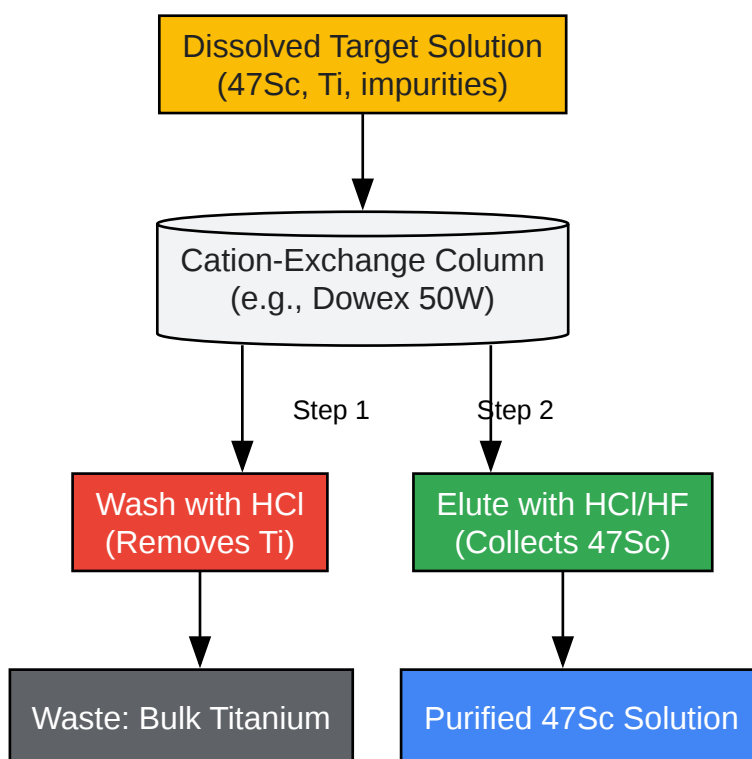 Dissolved Target Solution
(47Sc, Ti, impurities)
Cation-Exchange Column
(e.g., Dowex 50W)
Step 1
Step 2
Wash with HCl
(Removes Ti)
Elute with HCl/HF
(Collects 47Sc)
Waste: Bulk Titanium
Purified 47Sc Solution